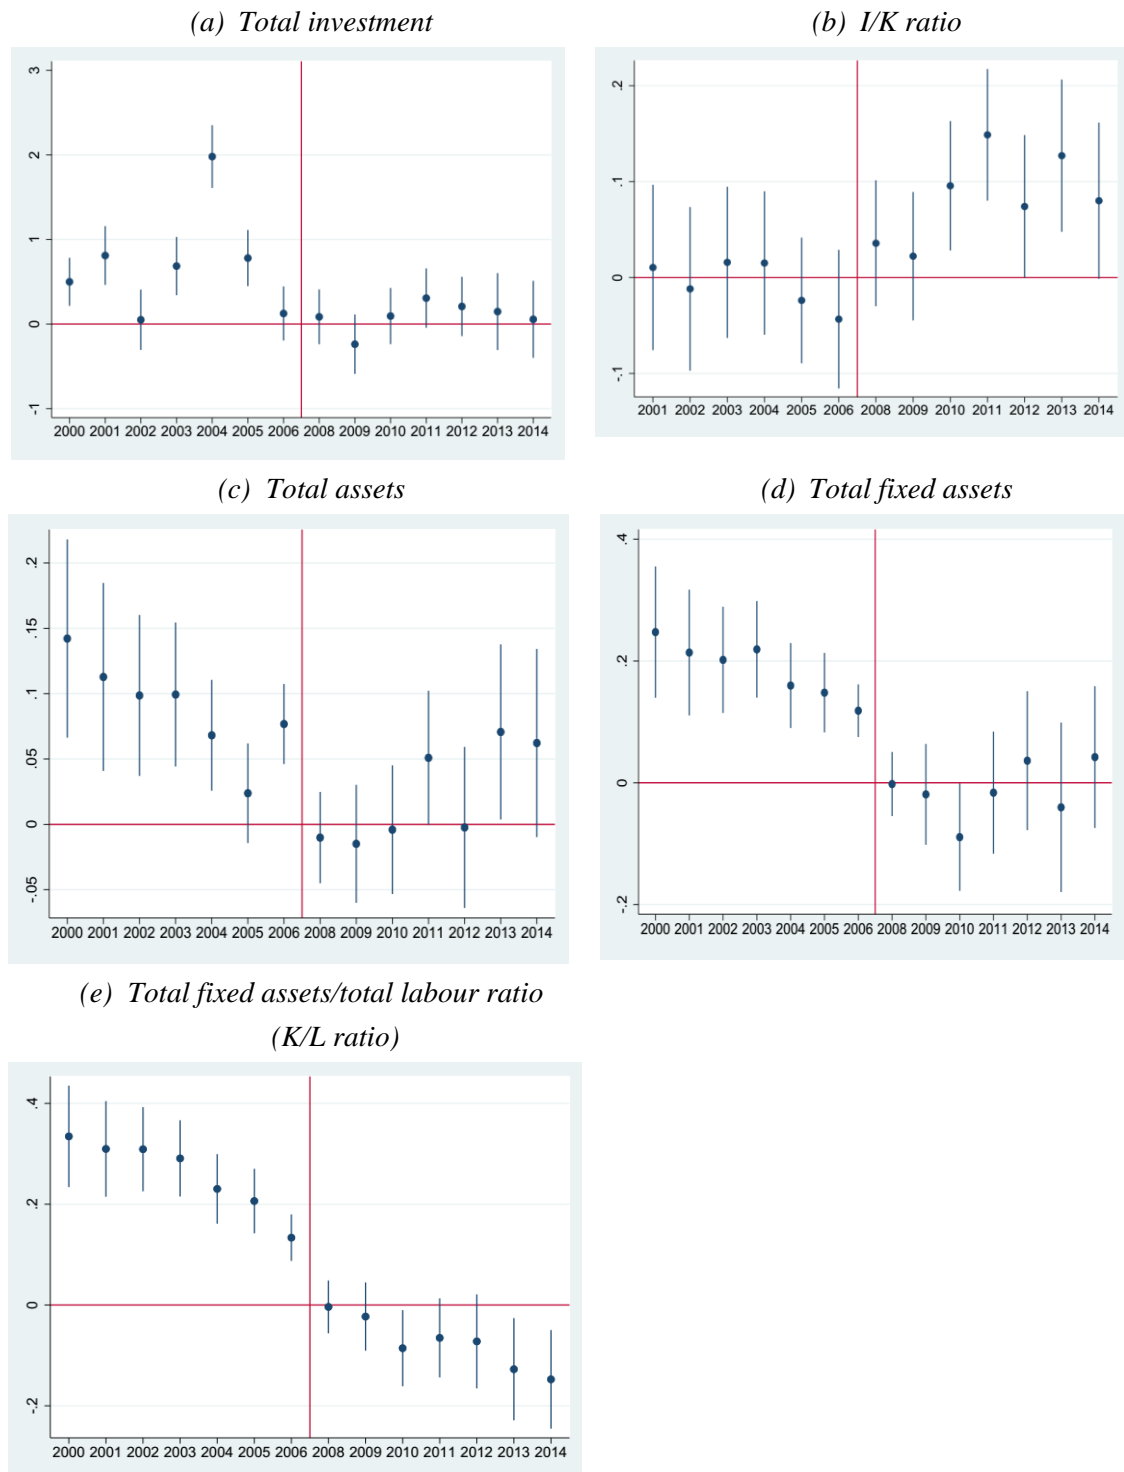 (a) Total investment
(b) I/K ratio
3
2
1
0
-1
2000 2001 2002 2003 2004 2005 2006 2008 2009 2010 2011 2012 2013 2014
.2
.1
0
-.1
2001 2002 2003 2004 2005 2006 2008 2009 2010 2011 2012 2013 2014
(c) Total assets
(d) Total fixed assets
.2
.15
.1
.05
0
-.05
2000 2001 2002 2003 2004 2005 2006 2008 2009 2010 2011 2012 2013 2014
.4
.2
0
-.2
2000 2001 2002 2003 2004 2005 2006 2008 2009 2010 2011 2012 2013 2014
(e) Total fixed assets/total labour ratio
(K/L ratio)
.4
.2
0
-.2
2000 2001 2002 2003 2004 2005 2006 2008 2009 2010 2011 2012 2013 2014